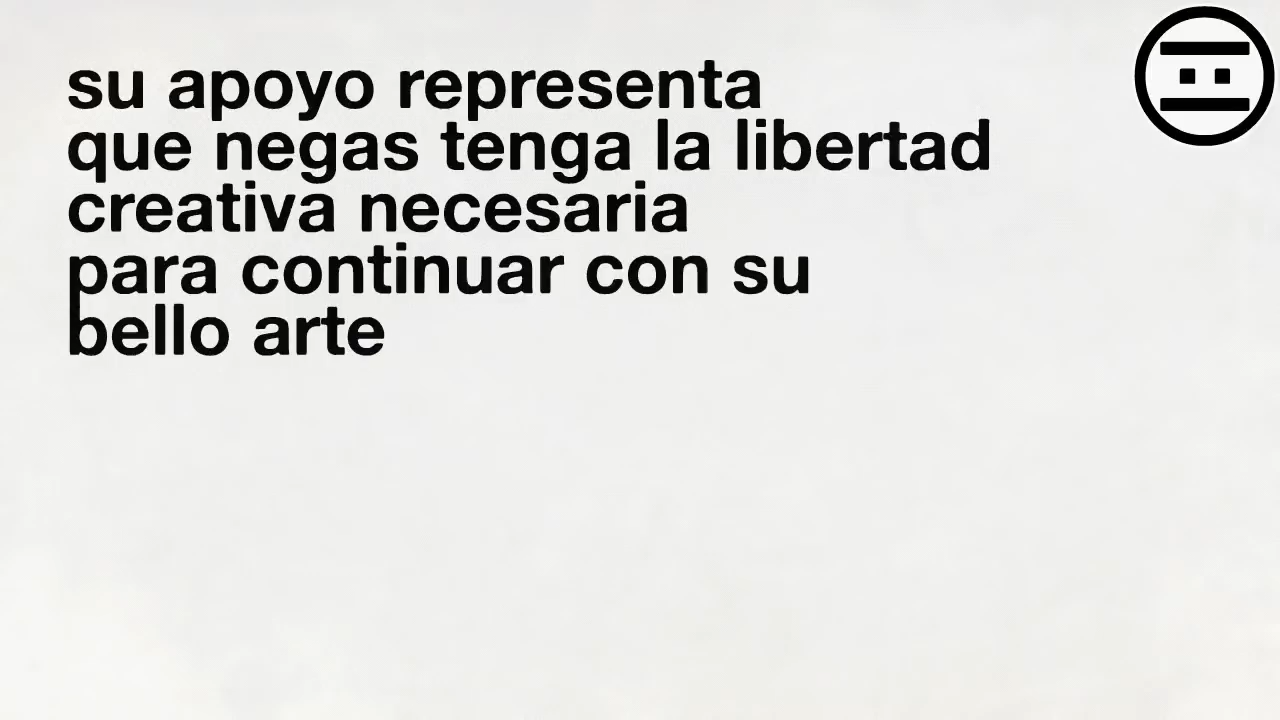 su apoyo representa
que negas tenga la libertad
creativa necesaria
para continuar con su
bello arte